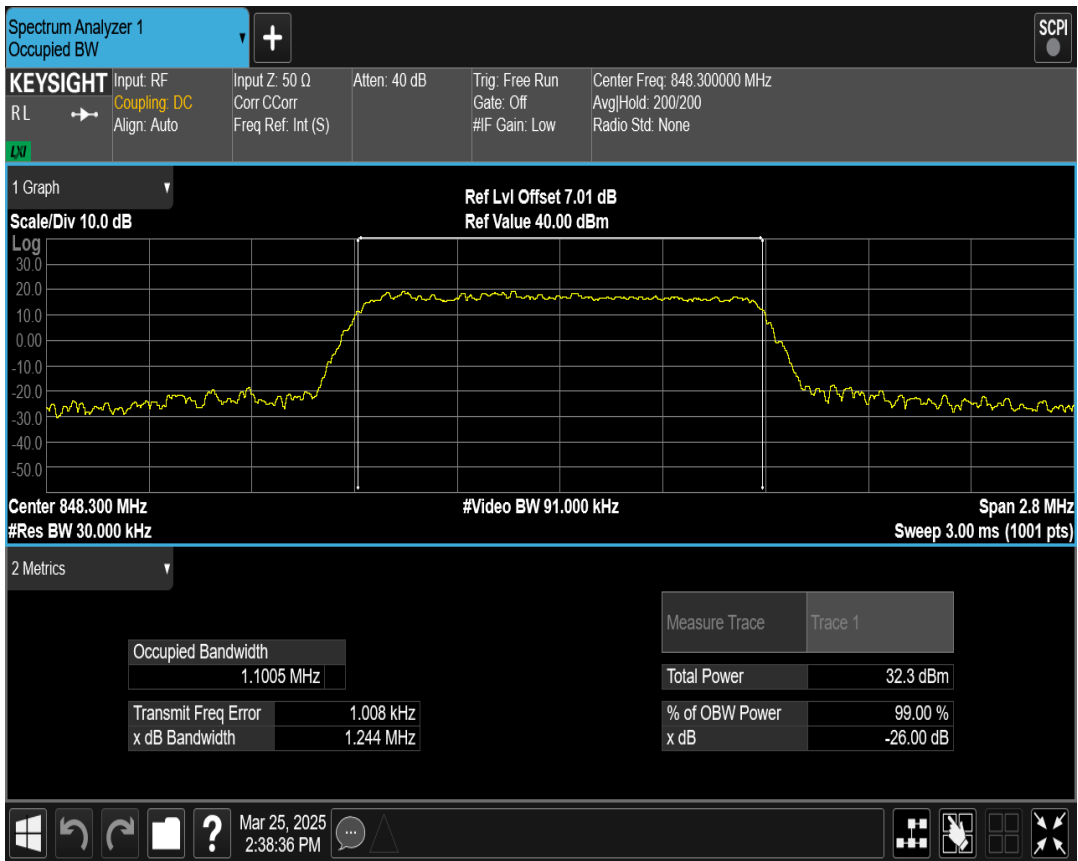 Spectrum Analyzer 1
Occupied BW
+
SCPI
KEYSIGHT
R L
LXI
Input: RF
Coupling: DC
Align: Auto
Input Z: 50 Ω
Corr CCorr
Freq Ref: Int (S)
Atten: 40 dB
Trig: Free Run
Gate: Off
#IF Gain: Low
Center Freq: 848.300000 MHz
Avg|Hold: 200/200
Radio Std: None
1 Graph
Scale/Div 10.0 dB
Ref Lvl Offset 7.01 dB
Ref Value 40.00 dBm
Log
30.0
20.0
10.0
0.00
-10.0
-20.0
-30.0
-40.0
-50.0
Center 848.300 MHz
#Res BW 30.000 kHz
#Video BW 91.000 kHz
Span 2.8 MHz
Sweep 3.00 ms (1001 pts)
2 Metrics
Occupied Bandwidth
1.1005 MHz
Transmit Freq Error 1.008 kHz
x dB Bandwidth 1.244 MHz
Measure Trace Trace 1
Total Power 32.3 dBm
% of OBW Power 99.00 %
x dB -26.00 dB
?
Mar 25, 2025
2:38:36 PM